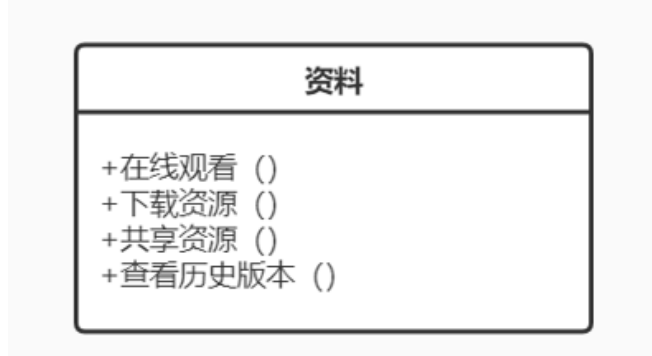 资料
+在线观看 ()
+下载资源 ()
+共享资源 ()
+查看历史版本 ()